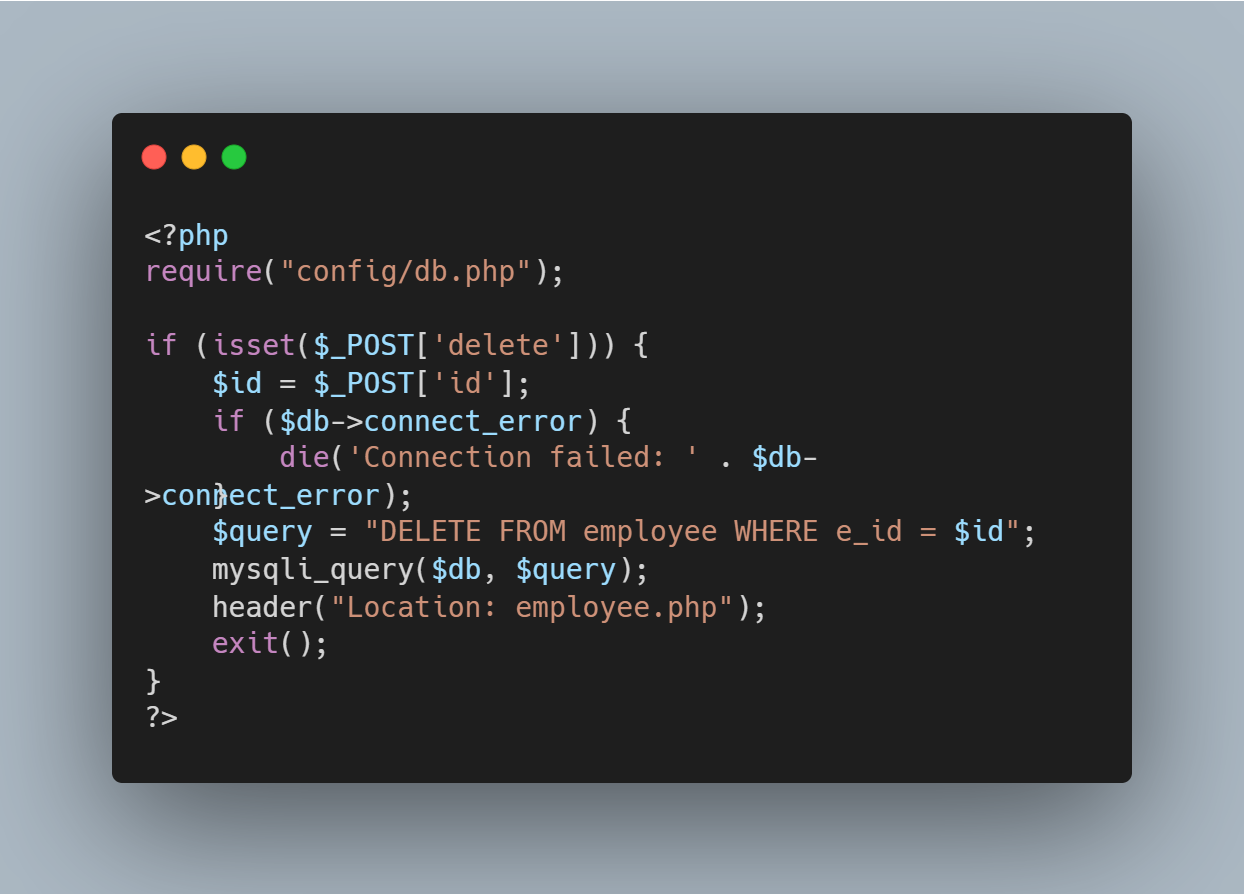 <?php
require("config/db.php");

if (isset($_POST['delete'])) {
    $id = $_POST['id'];
    if ($db->connect_error) {
        die('Connection failed: ' . $db-
>connect_error);
    }
    $query = "DELETE FROM employee WHERE e_id = $id";
    mysqli_query($db, $query);
    header("Location: employee.php");
    exit();
}
?>